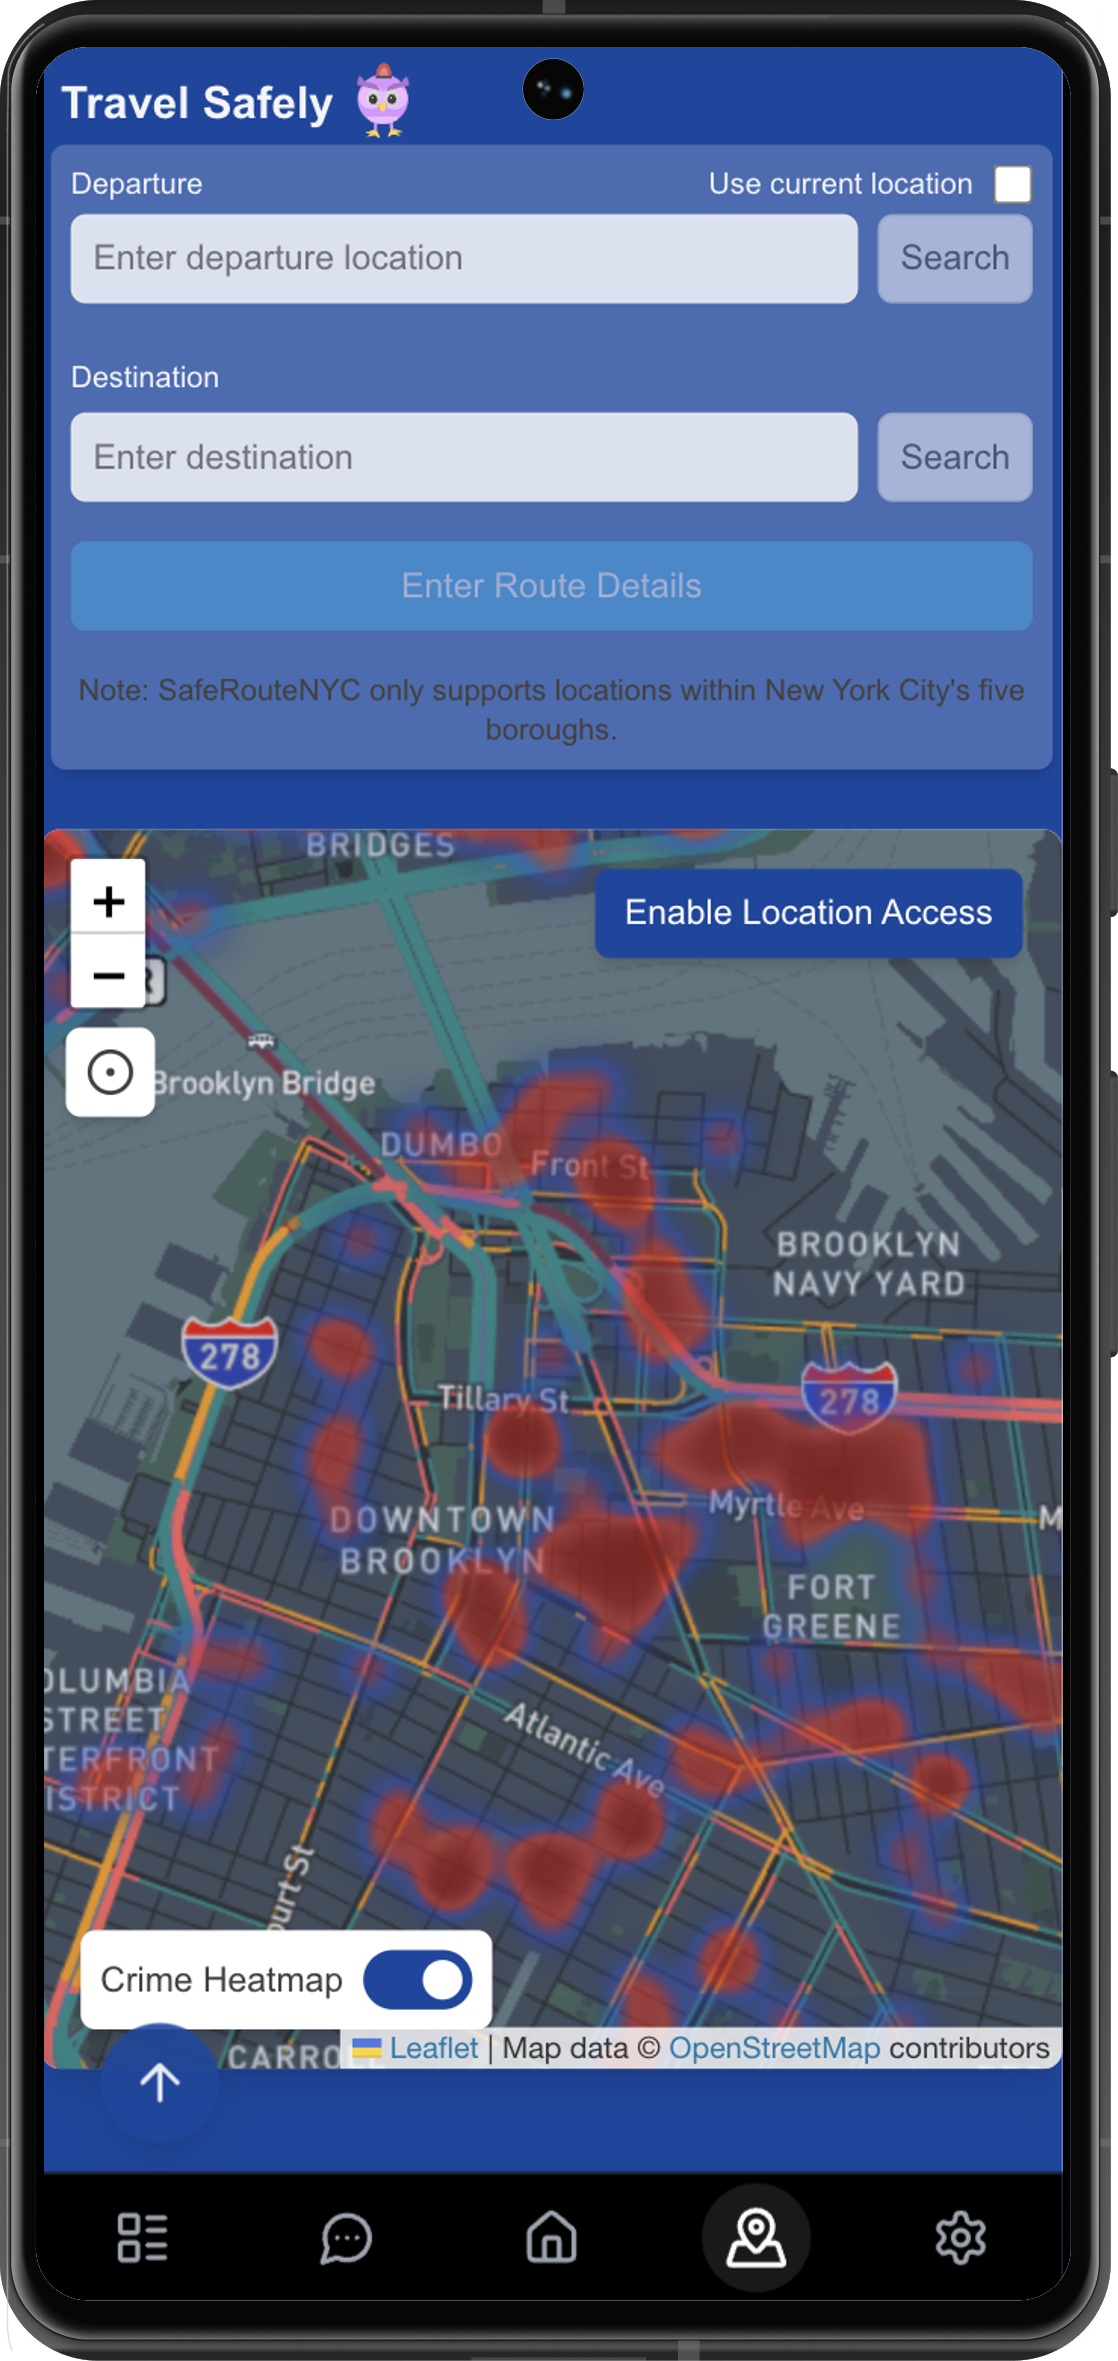 Travel Safely
Departure
Use current location
Enter departure location
Search
Destination
Enter destination
Search
Enter Route Details
Note: SafeRouteNYC only supports locations within New York City's five
boroughs.
BRIDGES
+
Enable Location Access
−
R
Brooklyn Bridge
DUMBO
Front St
BROOKLYN
NAVY YARD
278
Tillary St
278
Myrtle Ave
M
DOWNTOWN
BROOKLYN
FORT
GREENE
OLUMBIA
STREET
TERFRONT
ISTRICT
Atlantic Ave
ourt St
Crime Heatmap
CARRO
Leaflet | Map data © OpenStreetMap contributors